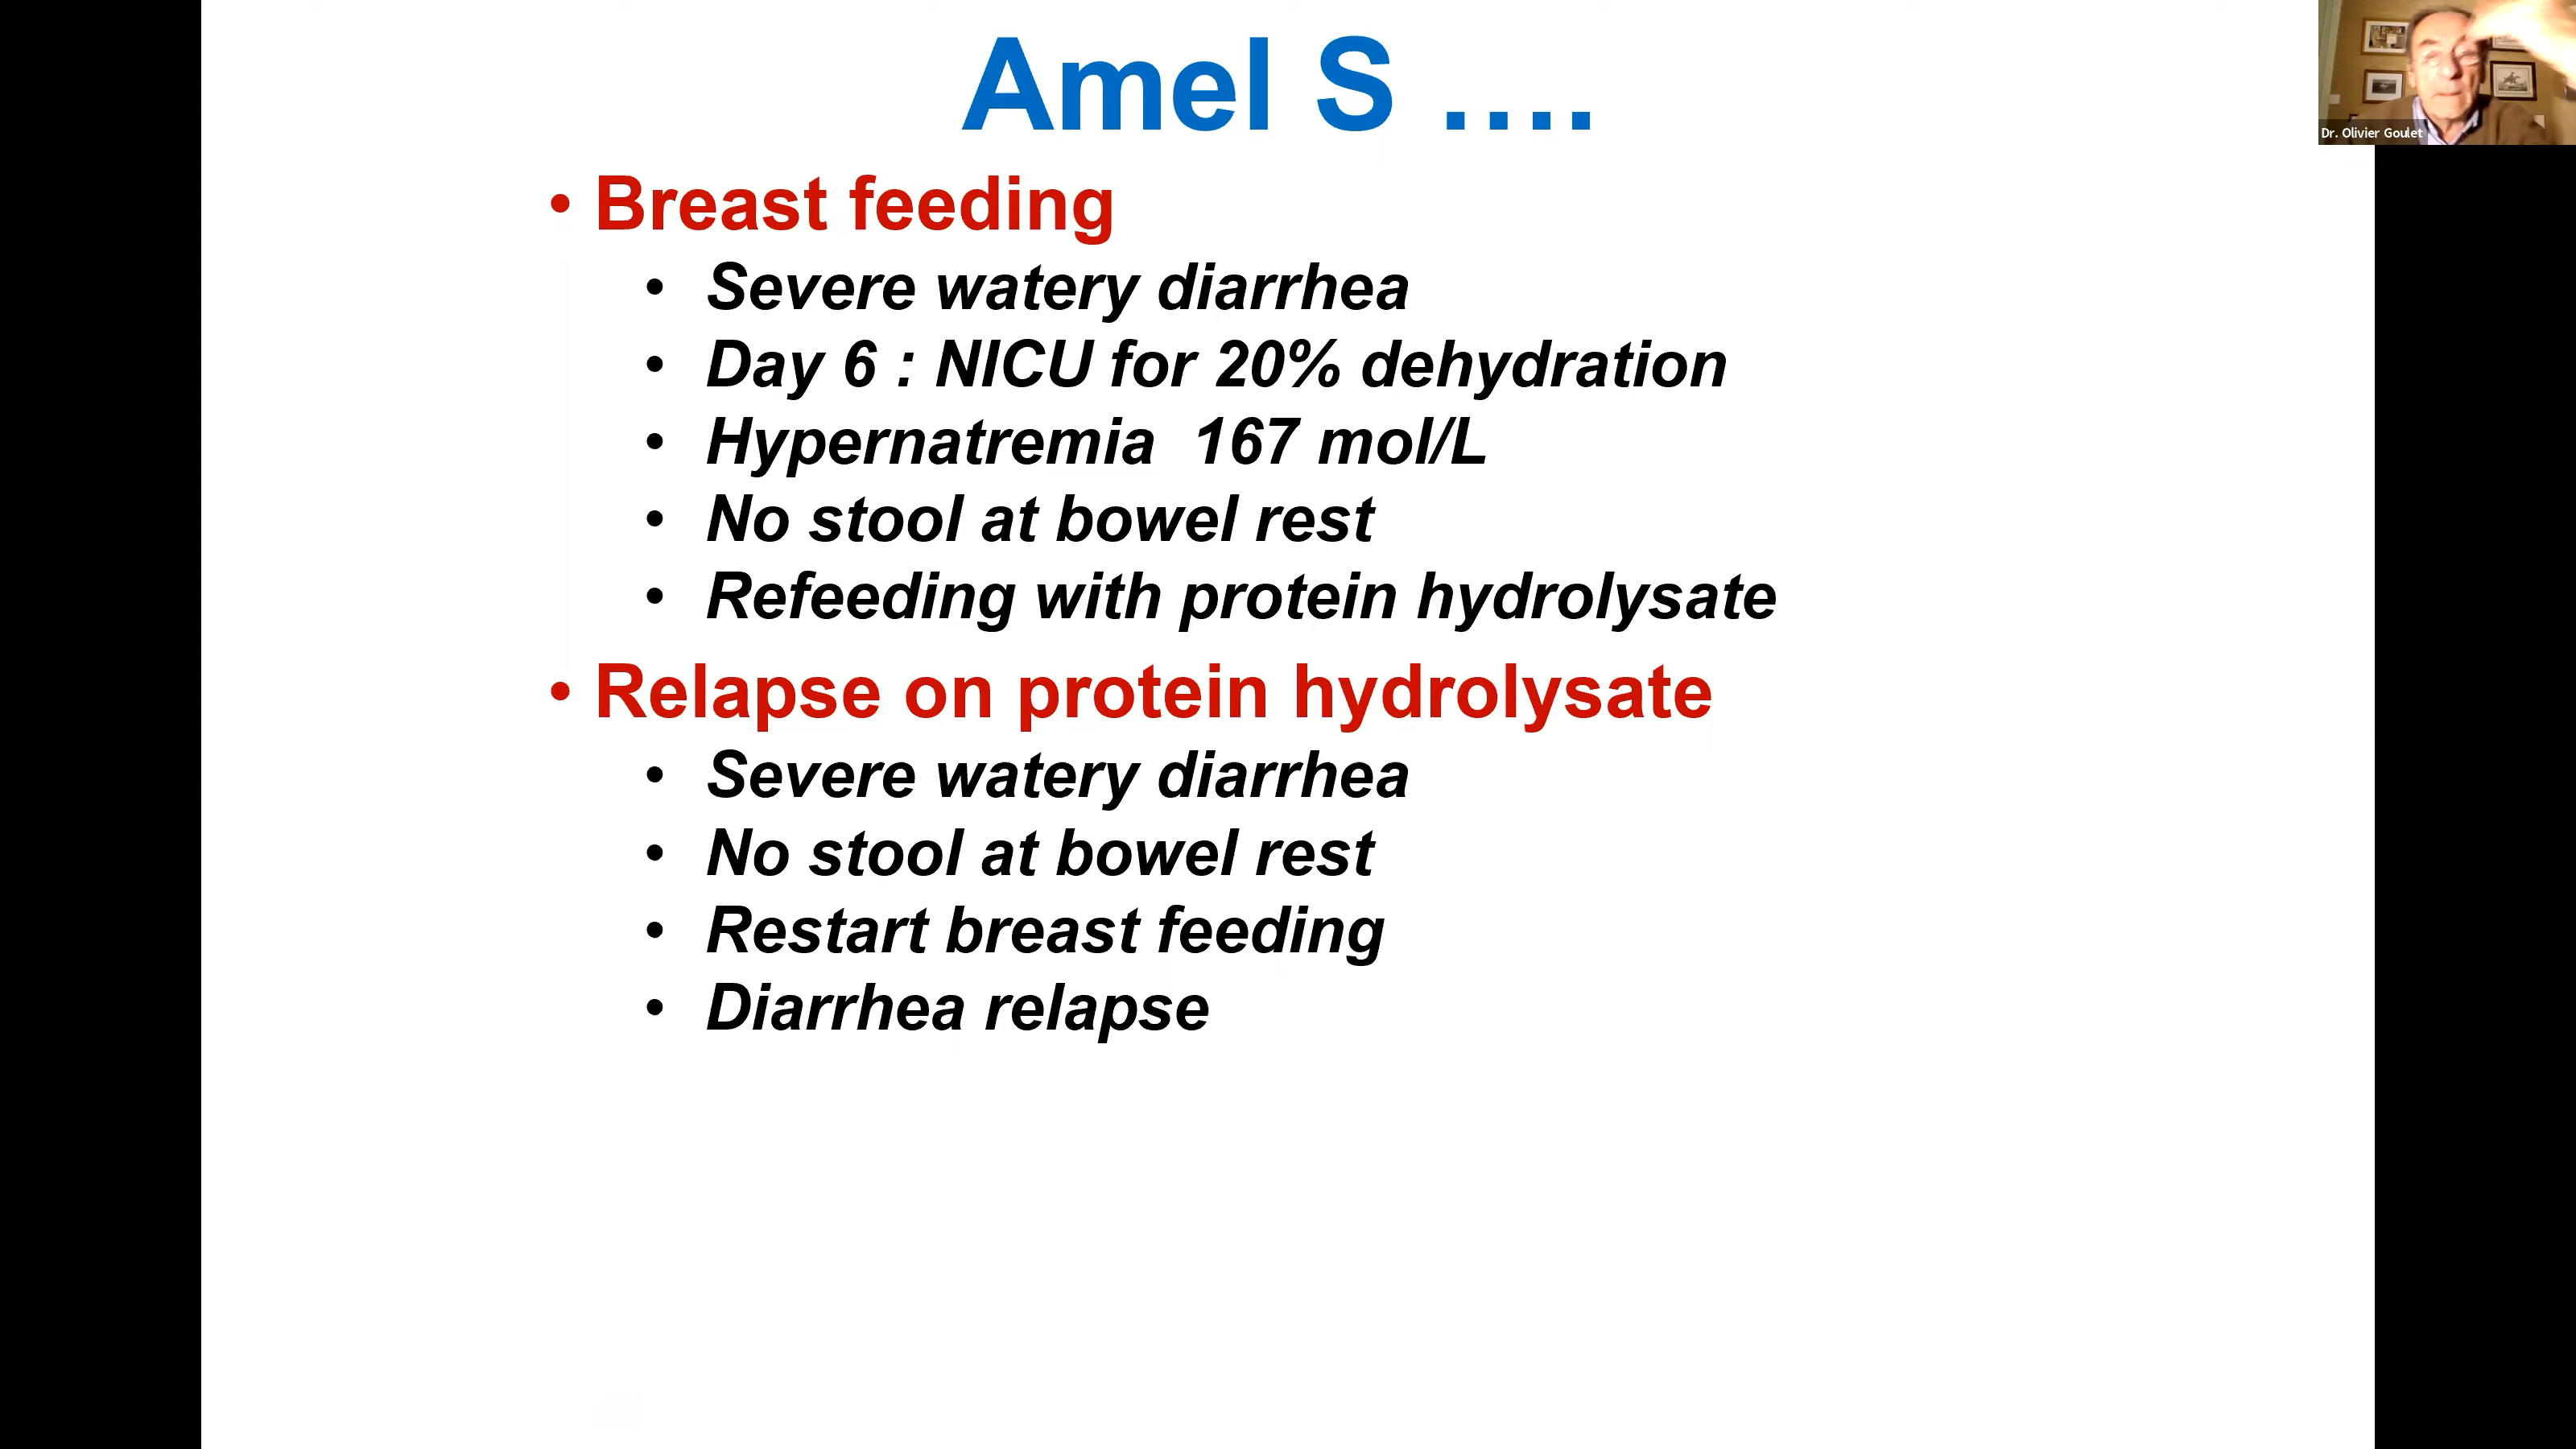 Amel S ....
Dr. Olivier Goulet
• Breast feeding
• Severe watery diarrhea
• Day 6 : NICU for 20% dehydration
• Hypernatremia 167 mol/L
• No stool at bowel rest
• Refeeding with protein hydrolysate
• Relapse on protein hydrolysate
• Severe watery diarrhea
• No stool at bowel rest
• Restart breast feeding
• Diarrhea relapse